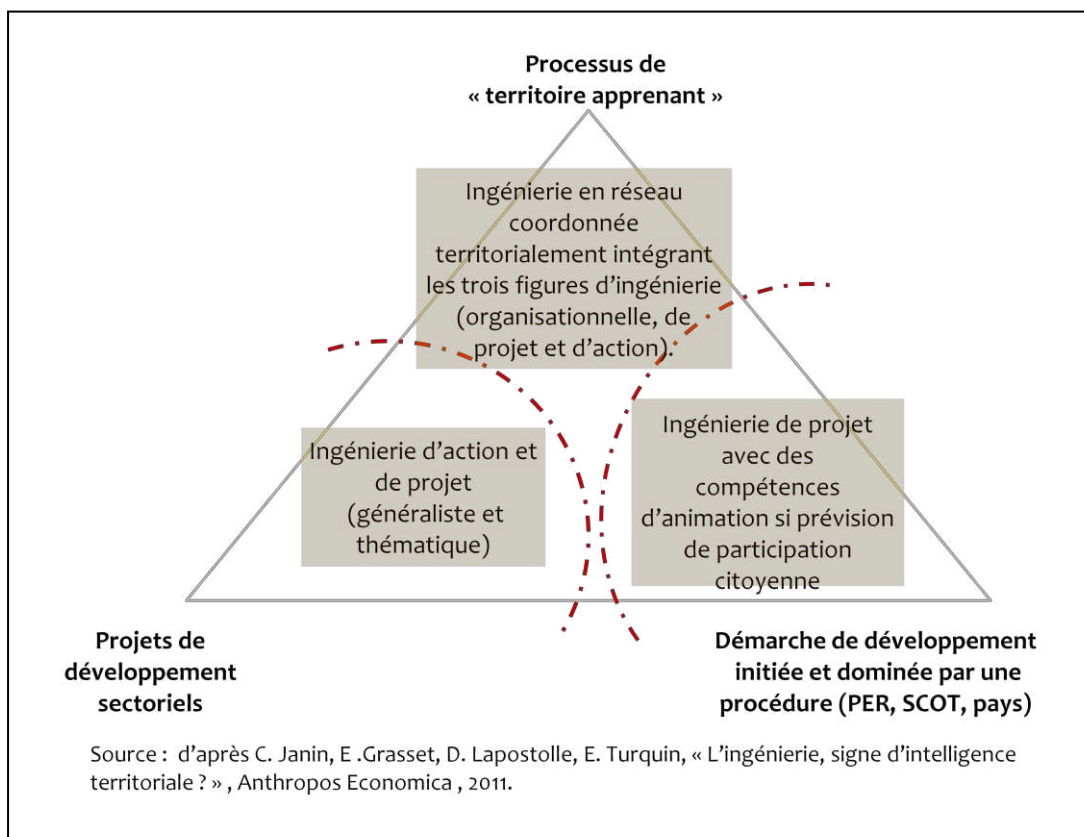 Processus de
« territoire apprenant »
Ingénierie en réseau
coordonnée
territorialement intégrant
les trois figures d'ingénierie
(organisationnelle, de
projet et d'action).
Ingénierie d'action et
de projet
(généraliste et
thématique)
Ingénierie de projet
avec des
compétences
d'animation si prévision
de participation
citoyenne
Projets de
développement
sectoriels
Démarche de développement
initiée et dominée par une
procédure (PER, SCOT, pays)
Source : d'après C. Janin, E .Grasset, D. Lapostolle, E. Turquin, « L'ingénierie, signe d'intelligence
territoriale ? » , Anthropos Economica , 2011.